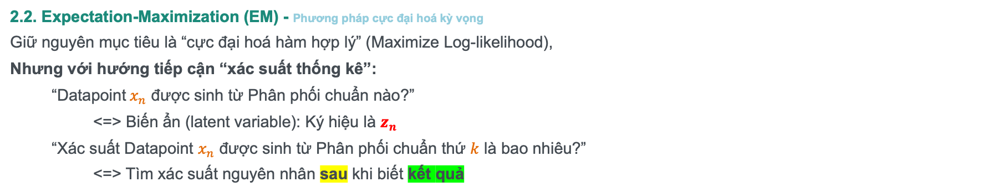 2.2. Expectation-Maximization (EM) - Phương pháp cực đại hoá kỳ vọng
Giữ nguyên mục tiêu là “cực đại hoá hàm hợp lý” (Maximize Log-likelihood),
Nhưng với hướng tiếp cận “xác suất thống kê”:
“Datapoint xₙ được sinh từ Phân phối chuẩn nào?”
<=> Biến ẩn (latent variable): Ký hiệu là zₙ
“Xác suất Datapoint xₙ được sinh từ Phân phối chuẩn thứ k là bao nhiêu?”
<=> Tìm xác suất nguyên nhân sau khi biết kết quả